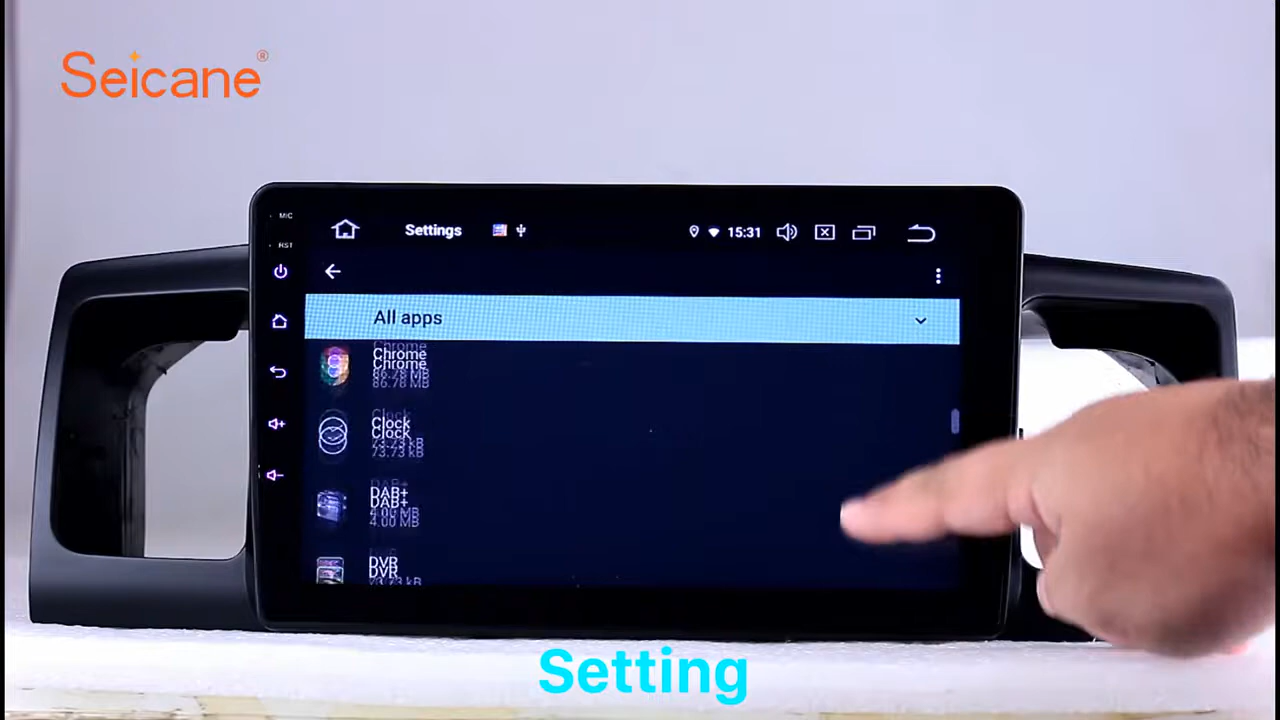 Seicane®
MIC
Settings
15:31
RST
All apps
Chrome
86.78 MB
Clock
73.73 kB
DAB+
4.00 MB
DVR
Setting